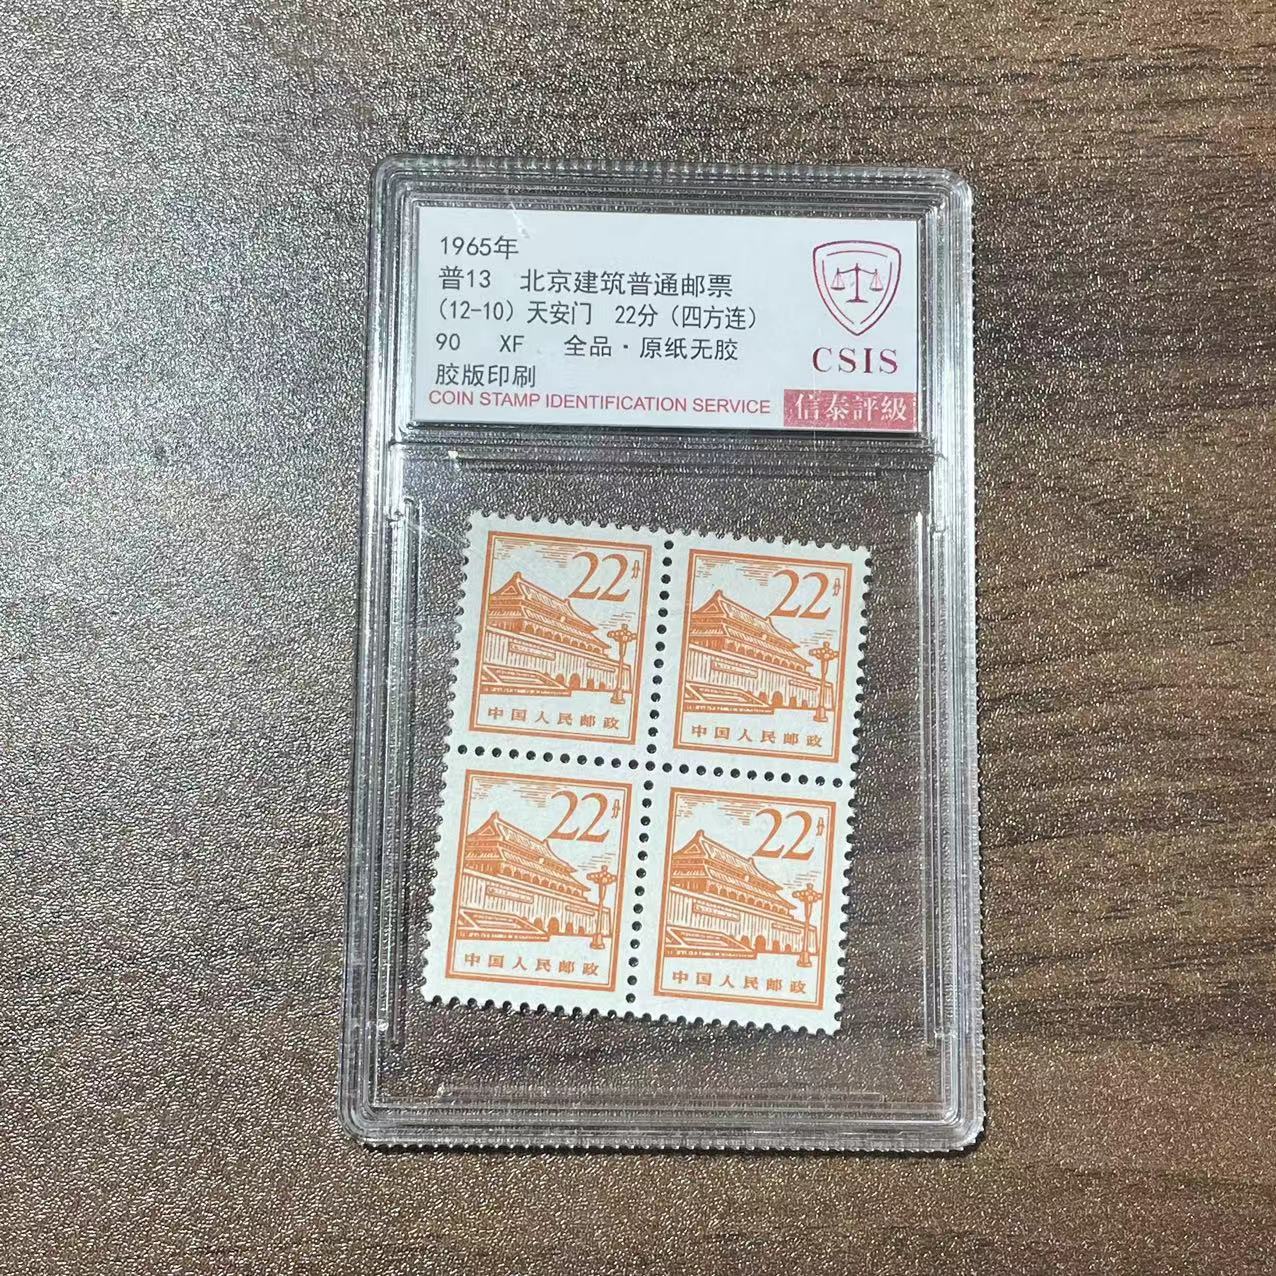 1965年
普13 北京建筑普通邮票
(12-10) 天安门 22分 (四方连)
90 XF 全品·原纸无胶
胶版印刷
COIN STAMP IDENTIFICATION SERVICE
CSIS
信泰評級
22分
中国人民邮政
22分
中国人民邮政
22分
中国人民邮政
22分
中国人民邮政